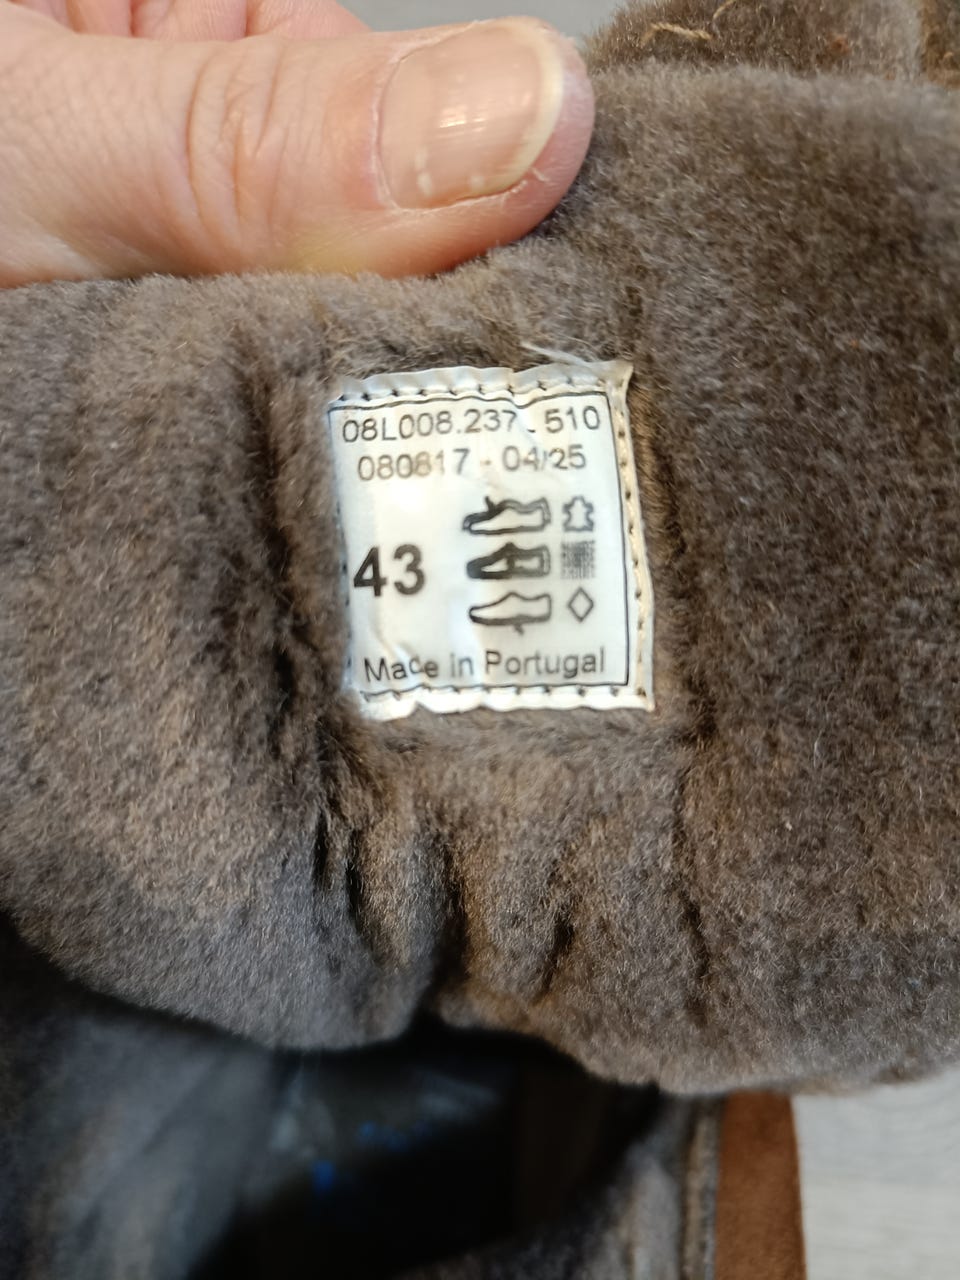 08L008.237 - 510
080817 - 04/25
43
Made in Portugal